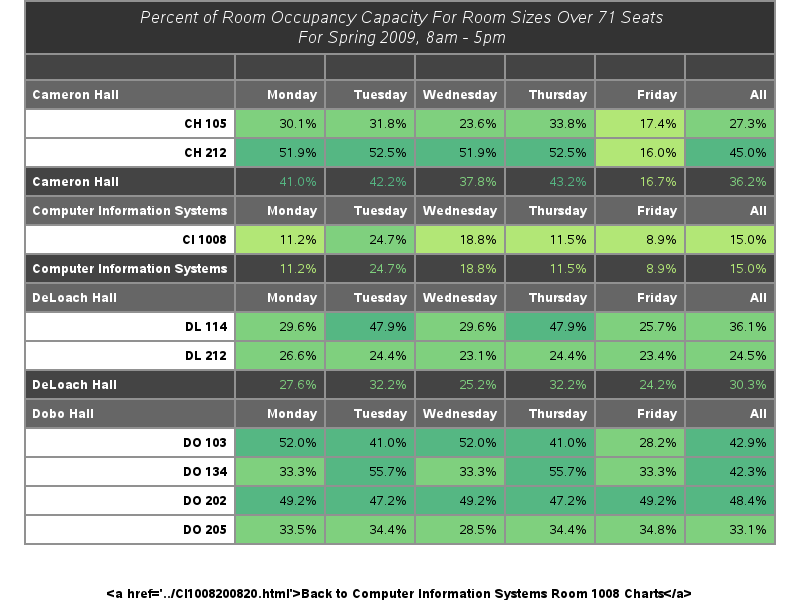 Percent of Room Occupancy Capacity For Room Sizes Over 71 Seats
For Spring 2009, 8am - 5pm
Cameron Hall Monday Tuesday Wednesday Thursday Friday All
CH 105 30.1% 31.8% 23.6% 33.8% 17.4% 27.3%
CH 212 51.9% 52.5% 51.9% 52.5% 16.0% 45.0%
Cameron Hall 41.0% 42.2% 37.8% 43.2% 16.7% 36.2%
Computer Information Systems Monday Tuesday Wednesday Thursday Friday All
CI 1008 11.2% 24.7% 18.8% 11.5% 8.9% 15.0%
Computer Information Systems 11.2% 24.7% 18.8% 11.5% 8.9% 15.0%
DeLoach Hall Monday Tuesday Wednesday Thursday Friday All
DL 114 29.6% 47.9% 29.6% 47.9% 25.7% 36.1%
DL 212 26.6% 24.4% 23.1% 24.4% 23.4% 24.5%
DeLoach Hall 27.6% 32.2% 25.2% 32.2% 24.2% 30.3%
Dobo Hall Monday Tuesday Wednesday Thursday Friday All
DO 103 52.0% 41.0% 52.0% 41.0% 28.2% 42.9%
DO 134 33.3% 55.7% 33.3% 55.7% 33.3% 42.3%
DO 202 49.2% 47.2% 49.2% 47.2% 49.2% 48.4%
DO 205 33.5% 34.4% 28.5% 34.4% 34.8% 33.1%
<a href='../CI1008200820.html'>Back to Computer Information Systems Room 1008 Charts</a>